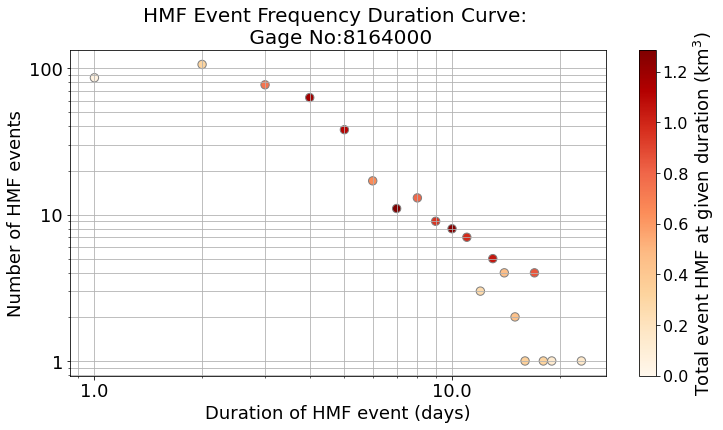 HMF Event Frequency Duration Curve:
Gage No:8164000
100
10
1
Number of HMF events
1.0
10.0
Duration of HMF event (days)
1.2
1.0
0.8
0.6
0.4
0.2
0.0
Total event HMF at given duration (km³)